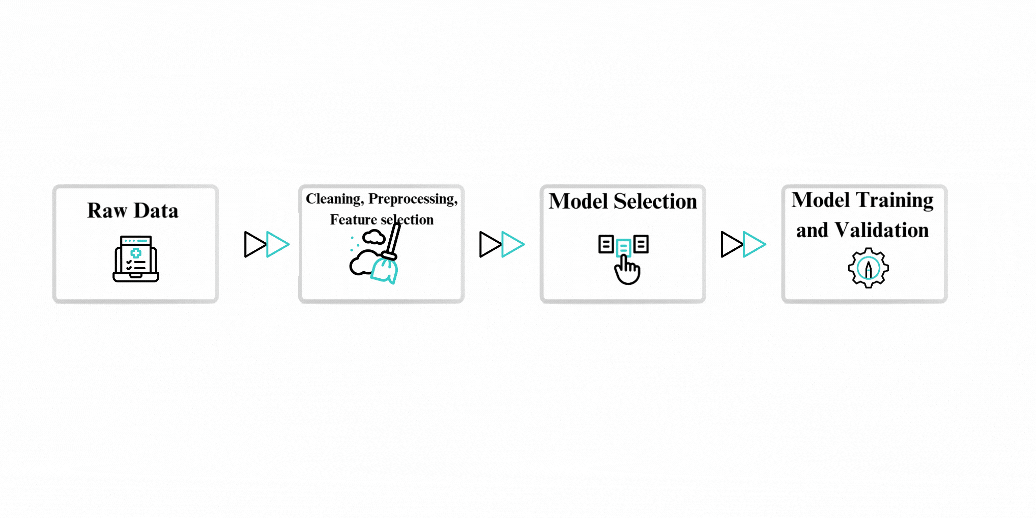 Raw Data
Cleaning, Preprocessing,
Feature selection
Model Selection
Model Training
and Validation